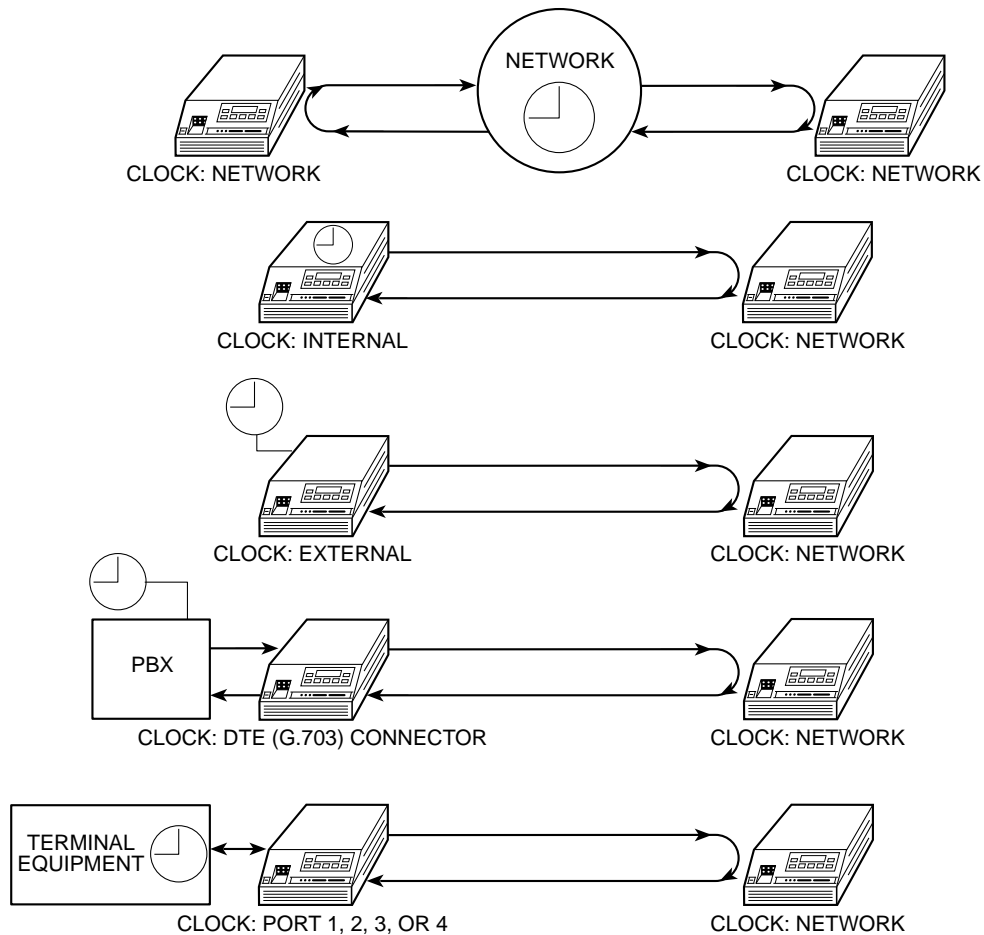 NETWORK
CLOCK: NETWORK
CLOCK: NETWORK
CLOCK: INTERNAL
CLOCK: NETWORK
CLOCK: EXTERNAL
CLOCK: NETWORK
PBX
CLOCK: DTE (G.703) CONNECTOR
CLOCK: NETWORK
TERMINAL
EQUIPMENT
CLOCK: PORT 1, 2, 3, OR 4
CLOCK: NETWORK